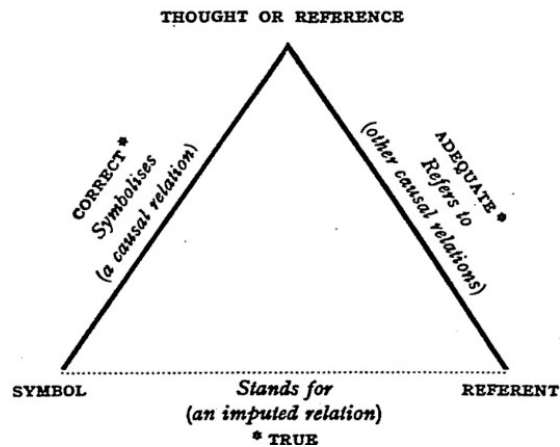 THOUGHT OR REFERENCE
CORRECT *
Symbolises
(a causal relation)
ADEQUATE *
Refers to
(other causal relations)
SYMBOL
Stands for
(an imputed relation)
* TRUE
REFERENT